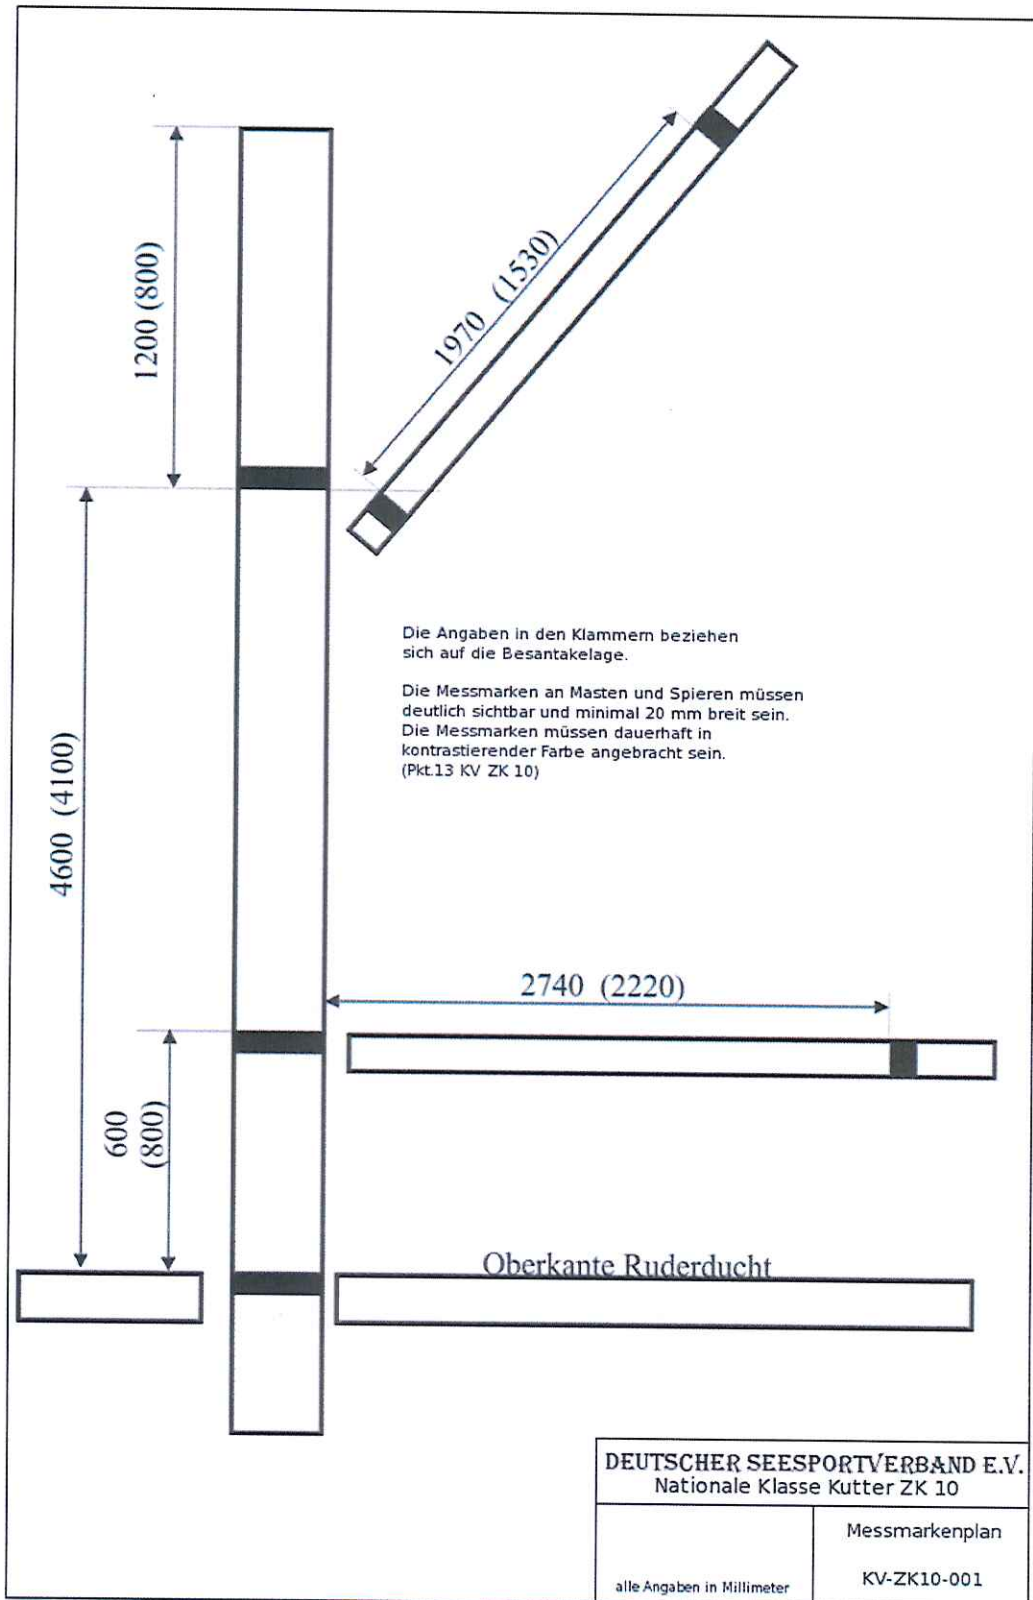 1200 (800)
1970 (1530)
Die Angaben in den Klammern beziehen
sich auf die Besantakelage.
Die Messmarken an Masten und Spieren müssen
deutlich sichtbar und minimal 20 mm breit sein.
Die Messmarken müssen dauerhaft in
kontrastierender Farbe angebracht sein.
(Pkt.13 KV ZK 10)
4600 (4100)
2740 (2220)
600
(800)
Oberkante Ruderducht
DEUTSCHER SEESPORTVERBAND E.V.
Nationale Klasse Kutter ZK 10
Messmarkenplan
alle Angaben in Millimeter
KV-ZK10-001